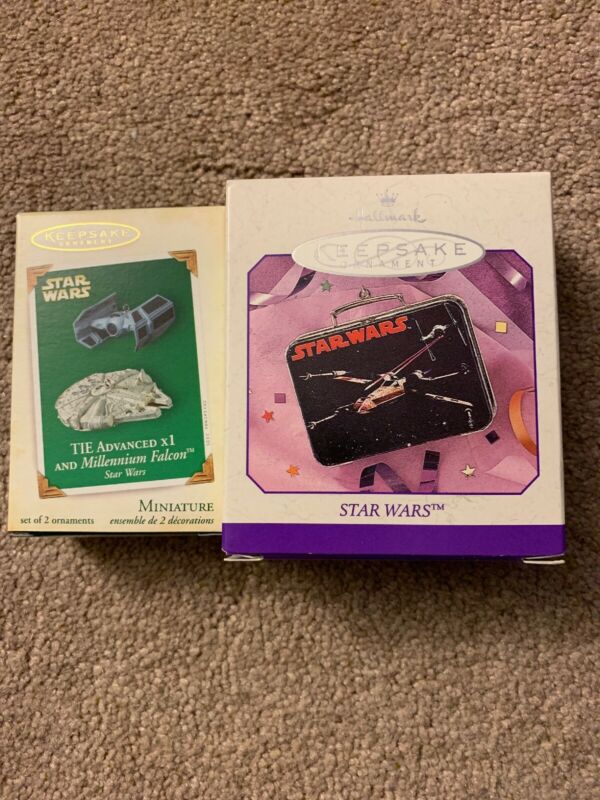 KEEPSAKE
ORNAMENT
STAR
WARS
TIE ADVANCED X1
AND Millennium Falcon™
Star Wars
MINIATURE
set of 2 ornaments ensemble de 2 décorations
Hallmark
KEEPSAKE
ORNAMENT
STAR WARS
STAR WARS™